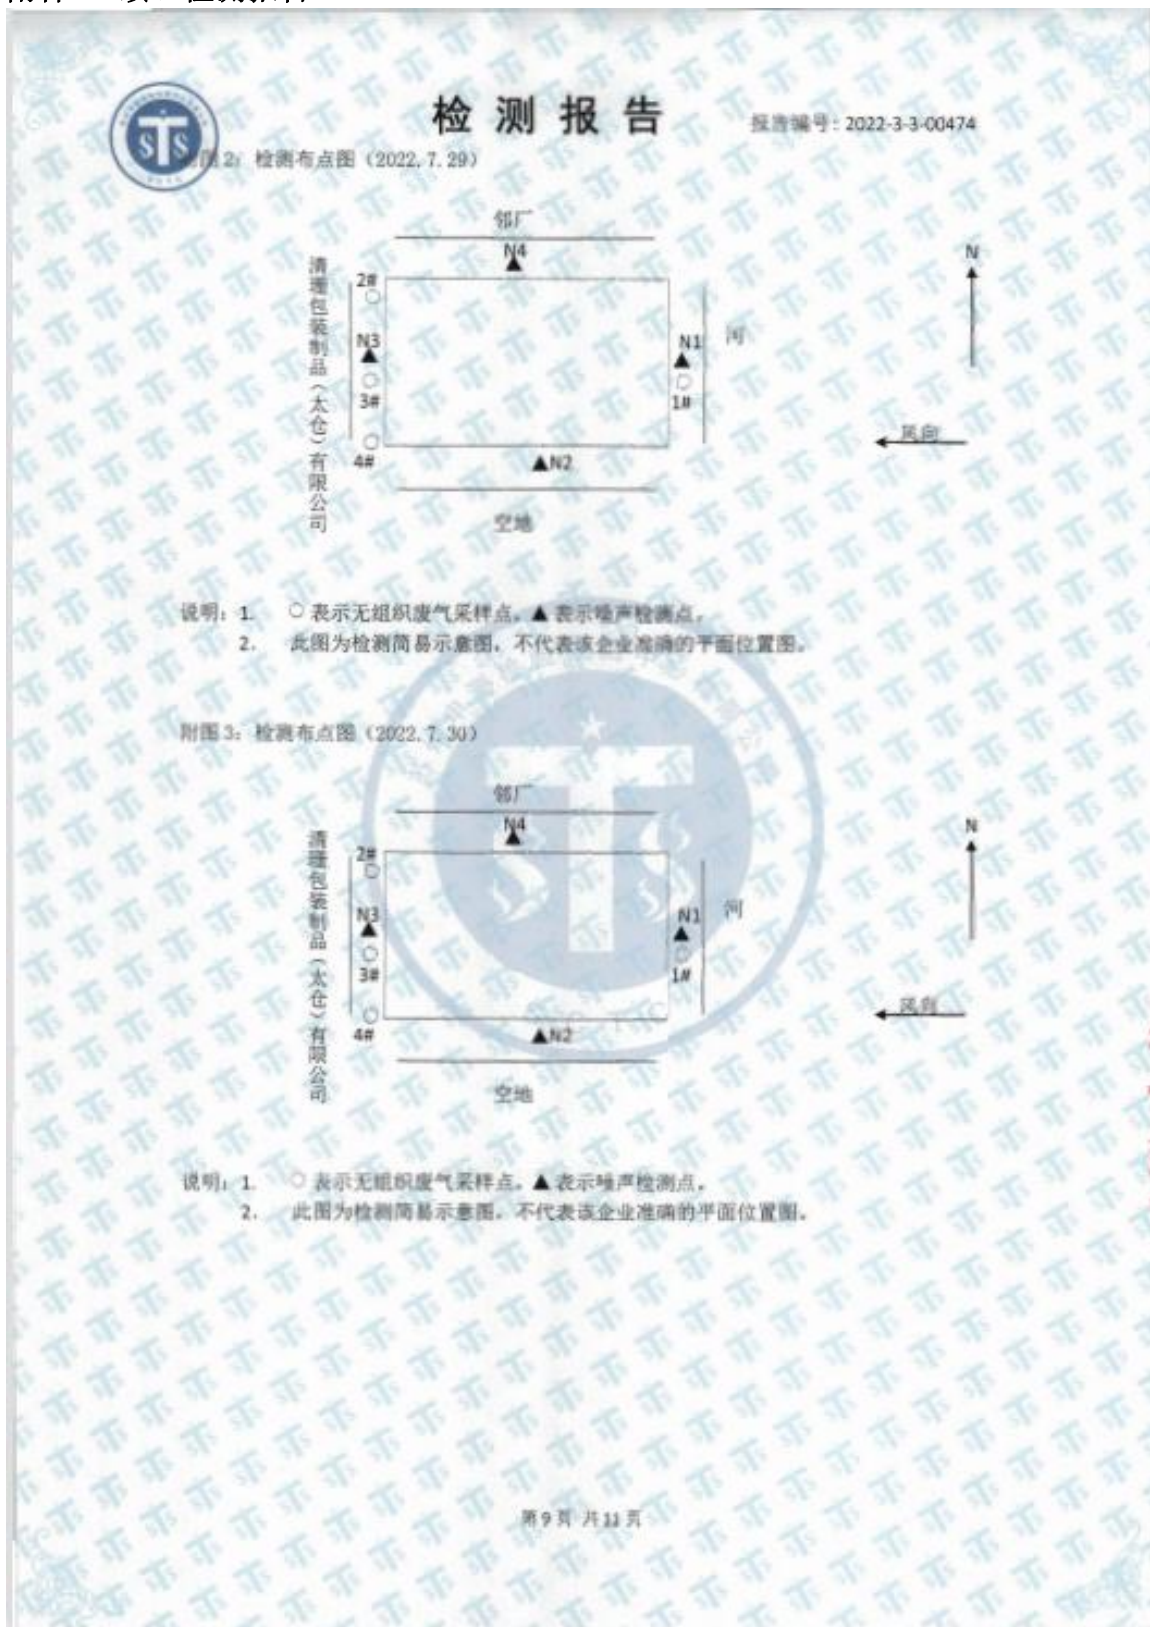 检测报告
报告编号：2022-3-3-00474
附图2：检测布点图（2022.7.29）
邻厂
N4
N
清珊包装制品（太仓）有限公司
2#
N3
3#
4#
N1
1#
河
风向
N2
空地
说明：1. ○ 表示无组织废气采样点。▲ 表示噪声检测点。
2. 此图为检测简易示意图，不代表该企业准确的平面位置图。
附图3：检测布点图（2022.7.30）
邻厂
N4
N
清珊包装制品（太仓）有限公司
2#
N3
3#
4#
N1
1#
河
风向
N2
空地
说明：1. ○ 表示无组织废气采样点。▲ 表示噪声检测点。
2. 此图为检测简易示意图，不代表该企业准确的平面位置图。
第9页 共11页